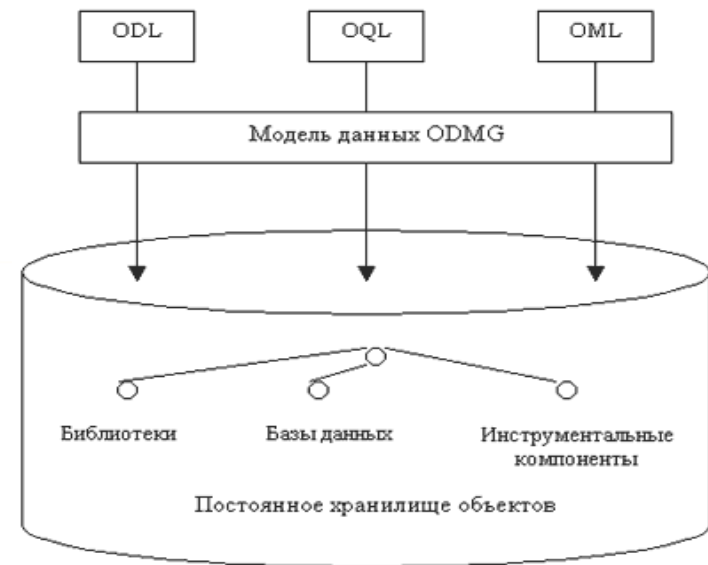 ODL
OQL
OML
Модель данных ODMG
Библиотеки
Базы данных
Инструментальные
компоненты
Постоянное хранилище объектов